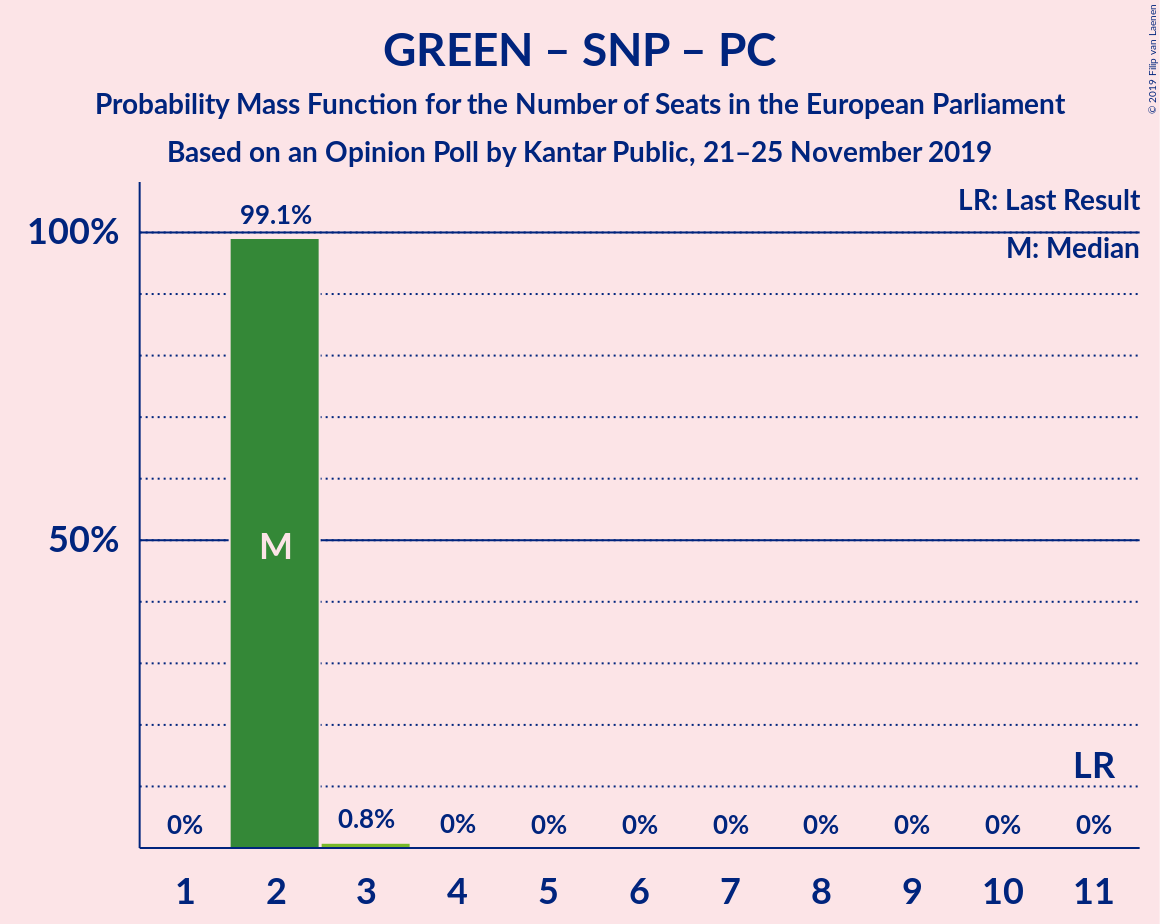 GREEN – SNP – PC
Probability Mass Function for the Number of Seats in the European Parliament
Based on an Opinion Poll by Kantar Public, 21–25 November 2019
© 2019 Filip van Laenen
LR: Last Result
M: Median
100%
50%
99.1%
M
LR
0%
0.8%
0%
0%
0%
0%
0%
0%
0%
0%
1 2 3 4 5 6 7 8 9 10 11